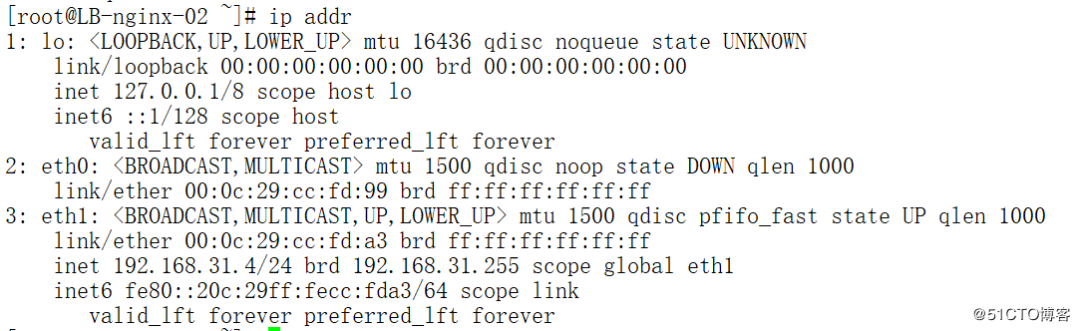 [root@LB-nginx-02 ~]# ip addr
1: lo: <LOOPBACK,UP,LOWER_UP> mtu 16436 qdisc noqueue state UNKNOWN
    link/loopback 00:00:00:00:00:00 brd 00:00:00:00:00:00
    inet 127.0.0.1/8 scope host lo
    inet6 ::1/128 scope host
       valid_lft forever preferred_lft forever
2: eth0: <BROADCAST,MULTICAST> mtu 1500 qdisc noop state DOWN qlen 1000
    link/ether 00:0c:29:cc:fd:99 brd ff:ff:ff:ff:ff:ff
3: eth1: <BROADCAST,MULTICAST,UP,LOWER_UP> mtu 1500 qdisc pfifo_fast state UP qlen 1000
    link/ether 00:0c:29:cc:fd:a3 brd ff:ff:ff:ff:ff:ff
    inet 192.168.31.4/24 brd 192.168.31.255 scope global eth1
    inet6 fe80::20c:29ff:fecc:fda3/64 scope link
       valid_lft forever preferred_lft forever
@51CTO博客